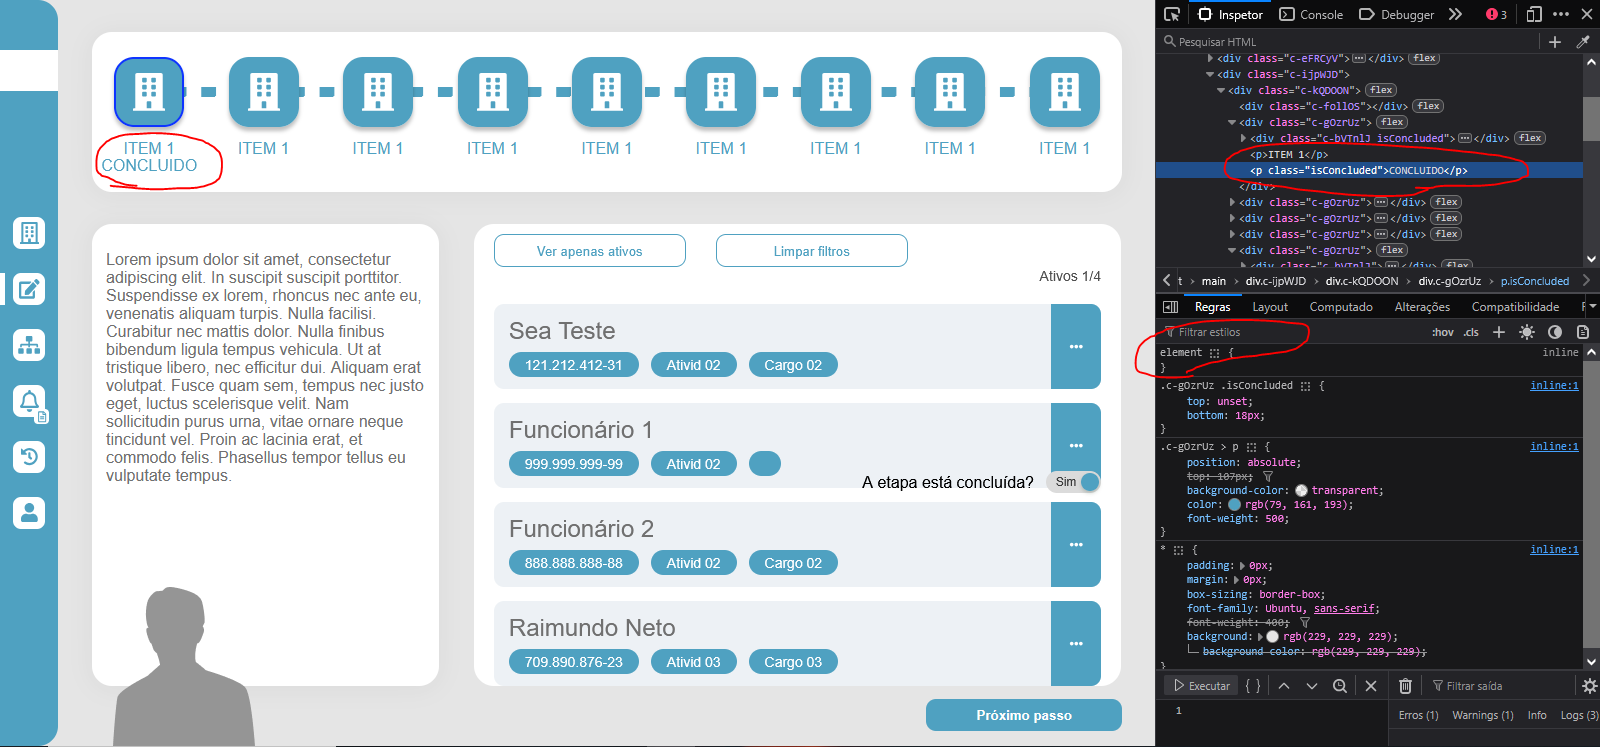 ITEM 1
CONCLUIDO
ITEM 1
ITEM 1
ITEM 1
ITEM 1
ITEM 1
ITEM 1
ITEM 1
ITEM 1
Lorem ipsum dolor sit amet, consectetur
adipiscing elit. In suscipit suscipit porttitor.
Suspendisse ex lorem, rhoncus nec ante eu,
venenatis aliquam turpis. Nulla facilisi.
Curabitur nec mattis dolor. Nulla finibus
bibendum ligula tempus vehicula. Ut at
tristique libero, nec efficitur dui. Aliquam erat
volutpat. Fusce quam sem, tempus nec justo
eget, luctus scelerisque velit. Nam
sollicitudin purus urna, vitae ornare neque
tincidunt vel. Proin ac lacinia erat, et
commodo felis. Phasellus tempor tellus eu
vulputate tempus.
Ver apenas ativos
Limpar filtros
Ativos 1/4
Sea Teste
121.212.412-31 Ativid 02 Cargo 02
Funcionário 1
999.999.999-99 Ativid 02
A etapa está concluída? Sim
Funcionário 2
888.888.888-88 Ativid 02 Cargo 02
Raimundo Neto
709.890.876-23 Ativid 03 Cargo 03
Próximo passo
Inspetor Console Debugger 3
Pesquisar HTML
<div class="c-eFRCyV"></div> flex
<div class="c-ijpWJD">
<div class="c-kQDOON"> flex
<div class="c-follOS"></div> flex
<div class="c-gOzrUz"> flex
<div class="c-bVTnlJ isConcluded"></div> flex
<p>ITEM 1</p>
<p class="isConcluded">CONCLUIDO</p>
</div>
<div class="c-gOzrUz"></div> flex
<div class="c-gOzrUz"></div> flex
<div class="c-gOzrUz"></div> flex
<div class="c-gOzrUz"> flex
<div class="c-bVTnlJ"></div> flex
t main div.c-ijpWJD div.c-kQDOON div.c-gOzrUz p.isConcluded
Regras Layout Computado Alterações Compatibilidade F
Filtrar estilos :hov .cls
element { inline
}
.c-gOzrUz .isConcluded { inline:1
top: unset;
bottom: 18px;
}
.c-gOzrUz > p { inline:1
position: absolute;
top: 107px;
background-color: transparent;
color: rgb(79, 161, 193);
font-weight: 500;
}
* { inline:1
padding: 0px;
margin: 0px;
box-sizing: border-box;
font-family: Ubuntu, sans-serif;
font-weight: 400;
background: rgb(229, 229, 229);
background-color: rgb(229, 229, 229);
}
Executar { } Filtrar saída
1
Erros (1) Warnings (1) Info Logs (3)